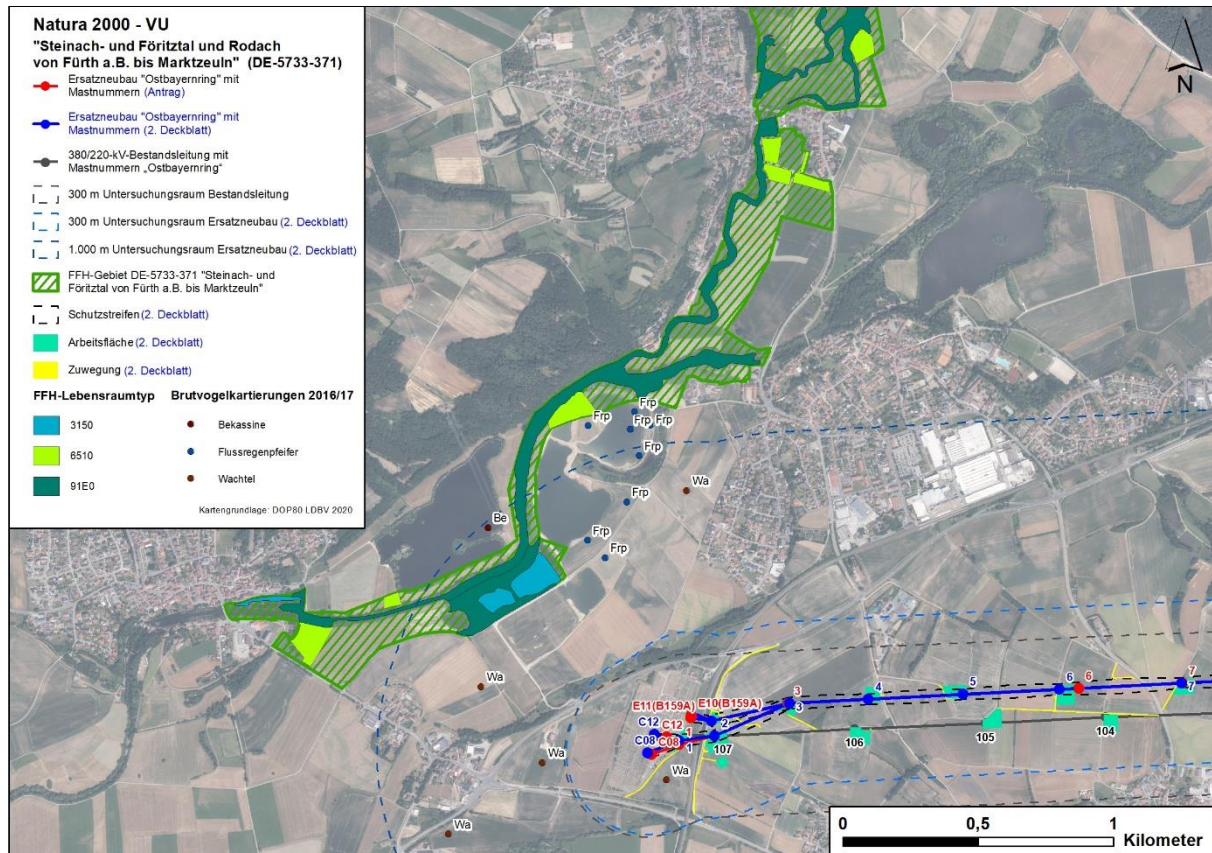 Natura 2000 - VU
"Steinach- und Föritztal und Rodach
von Fürth a.B. bis Marktzeuln" (DE-5733-371)
Ersatzneubau "Ostbayernring" mit
Mastnummern (Antrag)
Ersatzneubau "Ostbayernring" mit
Mastnummern (2. Deckblatt)
380/220-kV-Bestandsleitung mit
Mastnummern „Ostbayernring“
300 m Untersuchungsraum Bestandsleitung
300 m Untersuchungsraum Ersatzneubau (2. Deckblatt)
1.000 m Untersuchungsraum Ersatzneubau (2. Deckblatt)
FFH-Gebiet DE-5733-371 "Steinach- und
Föritztal von Fürth a.B. bis Marktzeuln"
Schutzstreifen (2. Deckblatt)
Arbeitsfläche (2. Deckblatt)
Zuwegung (2. Deckblatt)
FFH-Lebensraumtyp
3150
6510
91E0
Brutvogelkartierungen 2016/17
Bekassine
Flussregenpfeifer
Wachtel
Kartengrundlage: DOP80 LDBV 2020
N
Frp
Frp
Frp
Frp
Frp
Wa
Frp
Be
Frp
Frp
Wa
Wa
Wa
Wa
E11(B159A)
E10(B159A)
C12
C12
C08
C08
1
1
2
107
3
3
4
5
6
6
7
7
106
105
104
0
0,5
1
Kilometer